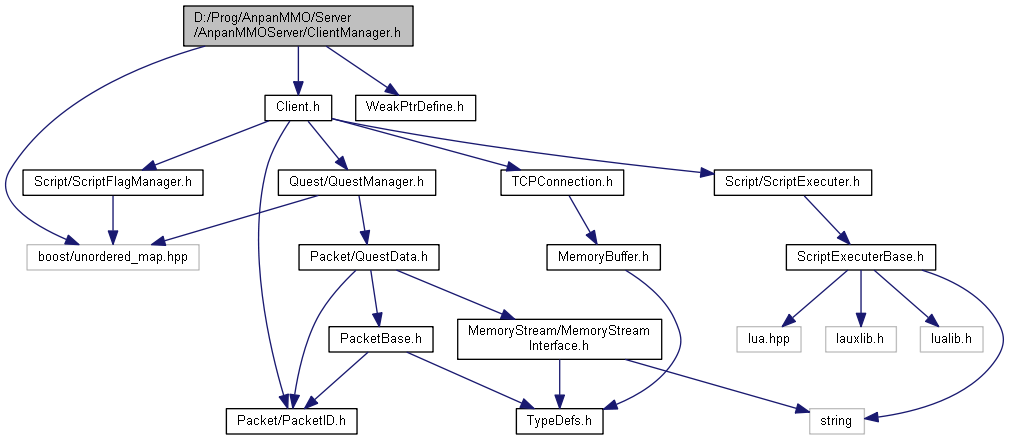 D:/Prog/AnpanMMO/Server
/AnpanMMOServer/ClientManager.h
Client.h
WeakPtrDefine.h
Script/ScriptFlagManager.h
Quest/QuestManager.h
TCPConnection.h
Script/ScriptExecuter.h
boost/unordered_map.hpp
Packet/QuestData.h
MemoryBuffer.h
ScriptExecuterBase.h
PacketBase.h
MemoryStream/MemoryStream
Interface.h
lua.hpp
lauxlib.h
lualib.h
Packet/PacketID.h
TypeDefs.h
string